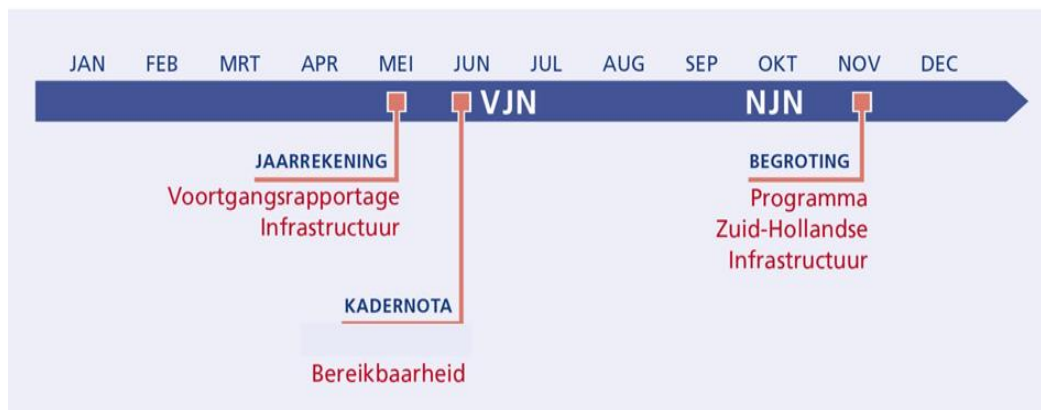 JAN FEB MRT APR MEI JUN JUL AUG SEP OKT NOV DEC
VJN NJN
JAARREKENING
Voortgangsrapportage
Infrastructuur
BEGROTING
Programma
Zuid-Hollandse
Infrastructuur
KADERNOTA
Bereikbaarheid